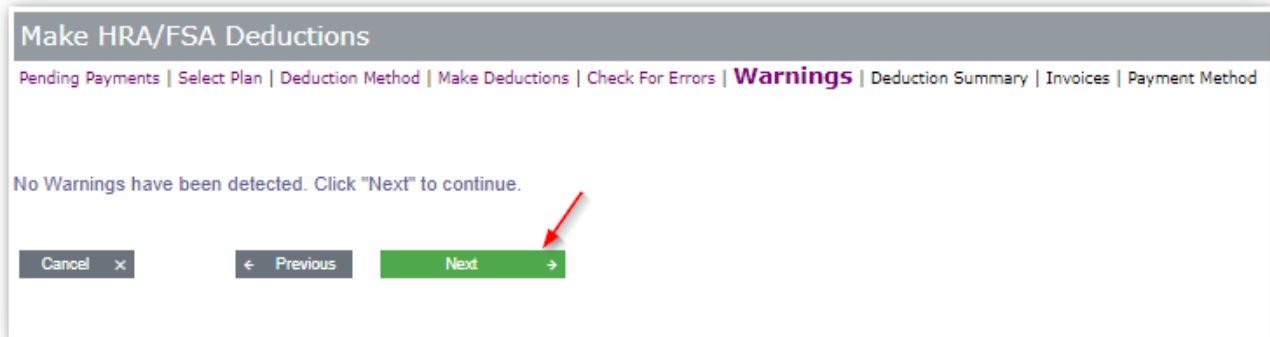 Make HRA/FSA Deductions
Pending Payments | Select Plan | Deduction Method | Make Deductions | Check For Errors | Warnings | Deduction Summary | Invoices | Payment Method
No Warnings have been detected. Click "Next" to continue.
Cancel × ← Previous Next →